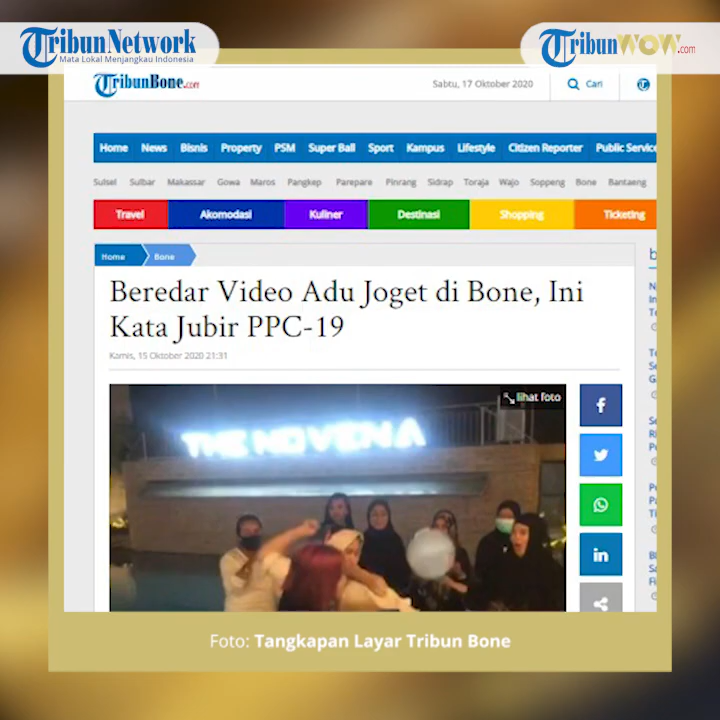 TribunNetwork
Mata Lokal Menjangkau Indonesia
TribunWOW.com
TribunBone.com
Sabtu, 17 Oktober 2020
Cari
Home News Bisnis Property PSM Super Ball Sport Kampus Lifestyle Citizen Reporter Public Service
Sulsel Sulbar Makassar Gowa Maros Pangkep Parepare Pinrang Sidrap Toraja Wajo Soppeng Bone Bantaeng
Travel Akomodasi Kuliner Destinasi Shopping Ticketing
Home Bone
Beredar Video Adu Joget di Bone, Ini
Kata Jubir PPC-19
Kamis, 15 Oktober 2020 21:31
lihat foto
THE NOVENA
Foto: Tangkapan Layar Tribun Bone